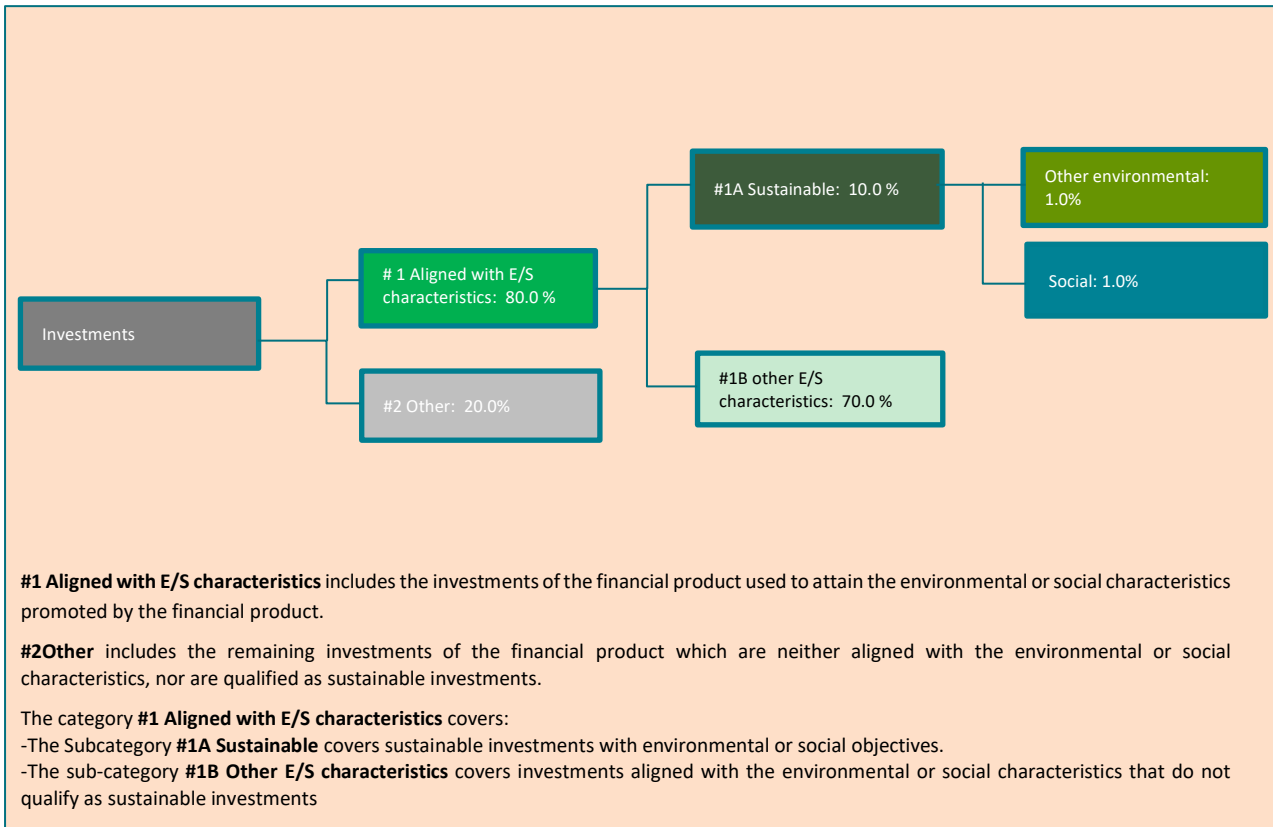 Investments
# 1 Aligned with E/S
characteristics:  80.0 %
#2 Other:  20.0%
#1A Sustainable:  10.0 %
#1B other E/S
characteristics:  70.0 %
Other environmental:
1.0%
Social: 1.0%
#1 Aligned with E/S characteristics includes the investments of the financial product used to attain the environmental or social characteristics
promoted by the financial product.
#2Other includes the remaining investments of the financial product which are neither aligned with the environmental or social
characteristics, nor are qualified as sustainable investments.
The category #1 Aligned with E/S characteristics covers:
-The Subcategory #1A Sustainable covers sustainable investments with environmental or social objectives.
-The sub-category #1B Other E/S characteristics covers investments aligned with the environmental or social characteristics that do not
qualify as sustainable investments